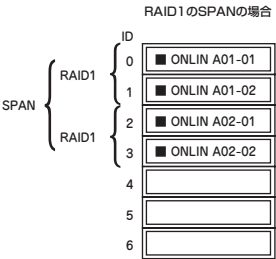 RAID1のSPANの場合
ID
0 ■ ONLIN A01-01
RAID1
1 ■ ONLIN A01-02
SPAN
2 ■ ONLIN A02-01
RAID1
3 ■ ONLIN A02-02
4
5
6